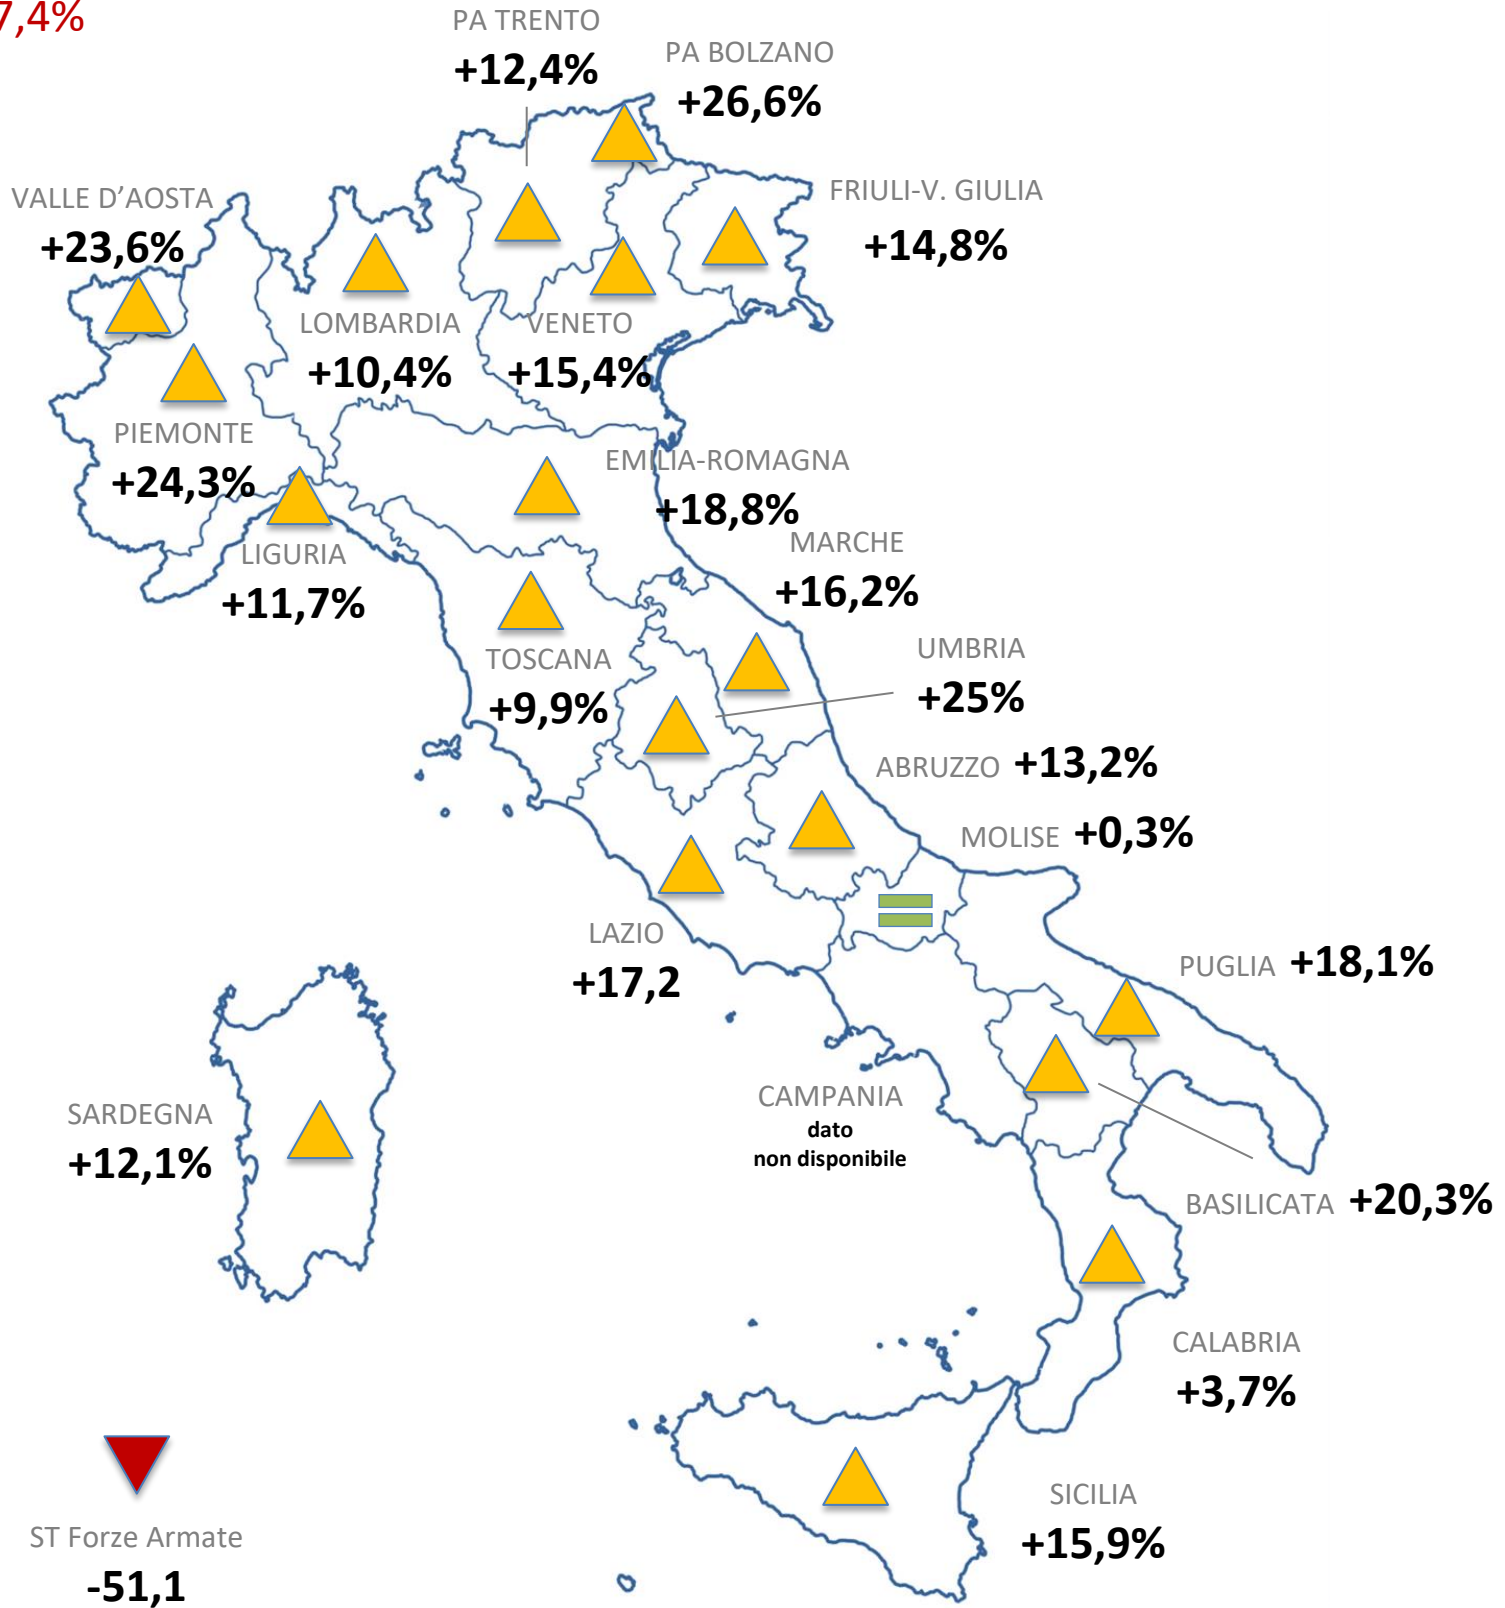 7,4%
PA TRENTO
+12,4%
PA BOLZANO
+26,6%
VALLE D’AOSTA
+23,6%
FRIULI-V. GIULIA
+14,8%
LOMBARDIA
+10,4%
VENETO
+15,4%
PIEMONTE
+24,3%
EMILIA-ROMAGNA
+18,8%
LIGURIA
+11,7%
MARCHE
+16,2%
TOSCANA
+9,9%
UMBRIA
+25%
ABRUZZO +13,2%
MOLISE +0,3%
LAZIO
+17,2
PUGLIA +18,1%
CAMPANIA
dato
non disponibile
SARDEGNA
+12,1%
BASILICATA +20,3%
CALABRIA
+3,7%
SICILIA
+15,9%
ST Forze Armate
-51,1